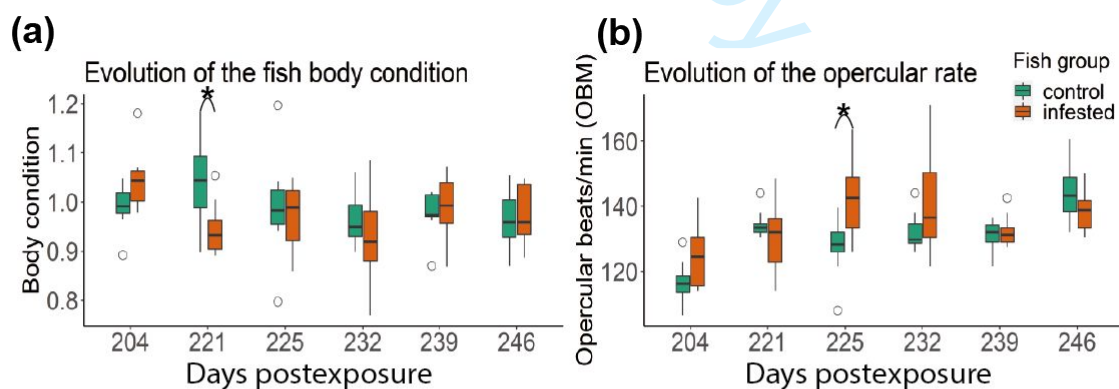 (a)
Evolution of the fish body condition
*
1.2
1.1
1.0
0.9
0.8
Body condition
204 221 225 232 239 246
Days postexposure
(b)
Evolution of the opercular rate
*
160
140
120
Opercular beats/min (OBM)
204 221 225 232 239 246
Days postexposure
Fish group
control
infested